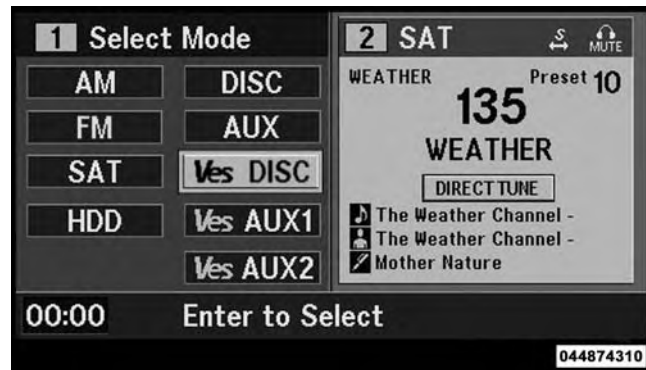 1 Select Mode
AM
DISC
FM
AUX
SAT
Ves DISC
HDD
Ves AUX1
Ves AUX2
2 SAT
S
MUTE
WEATHER
Preset 10
135
WEATHER
DIRECT TUNE
The Weather Channel -
The Weather Channel -
Mother Nature
00:00 Enter to Select
044874310